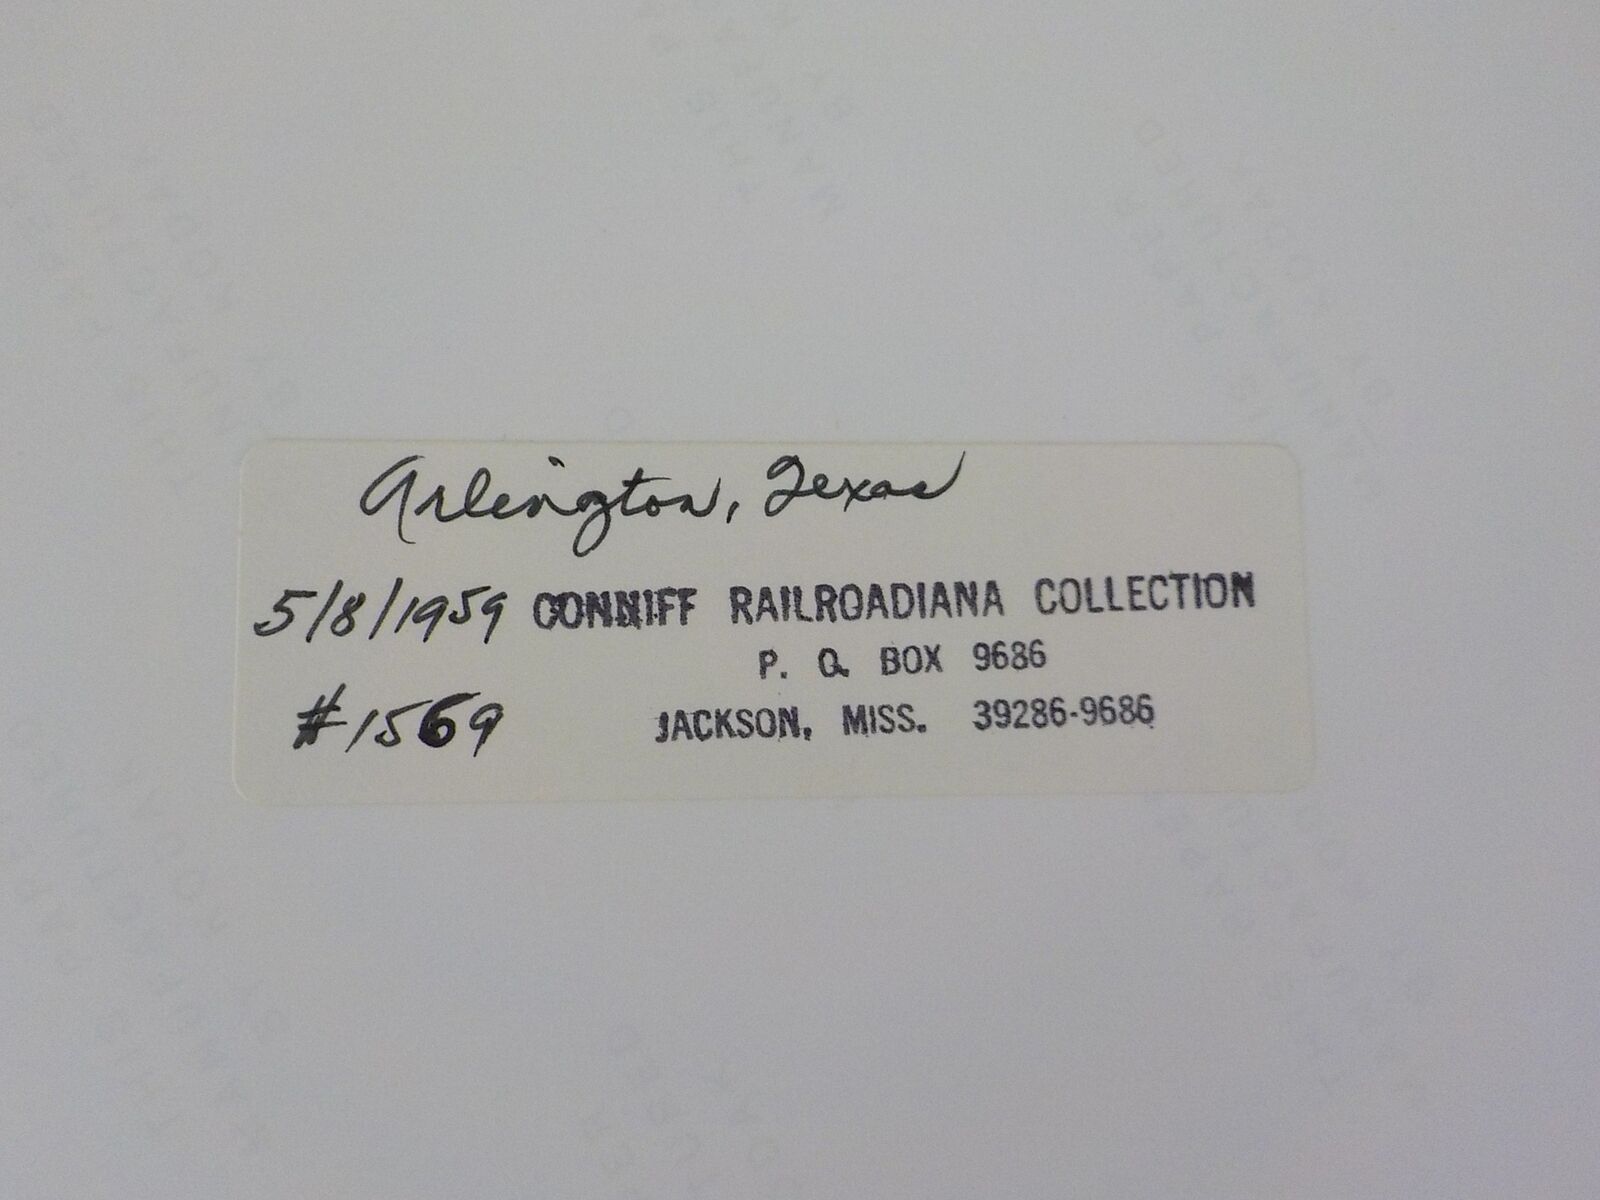 Arlington, Texas
5/8/1959 CONNIFF RAILROADIANA COLLECTION
P. O. BOX 9686
#1569 JACKSON, MISS. 39286-9686